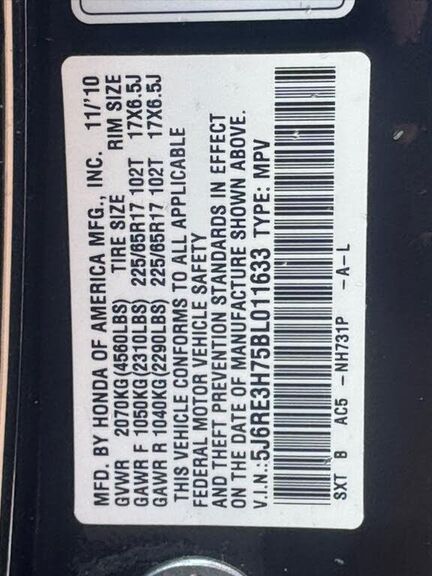 MFD. BY HONDA OF AMERICA MFG., INC. 11/'10
GVWR 2070KG(4560LBS) TIRE SIZE RIM SIZE
GAWR F 1050KG(2310LBS) 225/65R17 102T 17X6.5J
GAWR R 1040KG(2290LBS) 225/65R17 102T 17X6.5J
THIS VEHICLE CONFORMS TO ALL APPLICABLE
FEDERAL MOTOR VEHICLE SAFETY
AND THEFT PREVENTION STANDARDS IN EFFECT
ON THE DATE OF MANUFACTURE SHOWN ABOVE.
V.I.N.:5J6RE3H75BL011633 TYPE: MPV
SXT B AC5 -NH731P -A-L